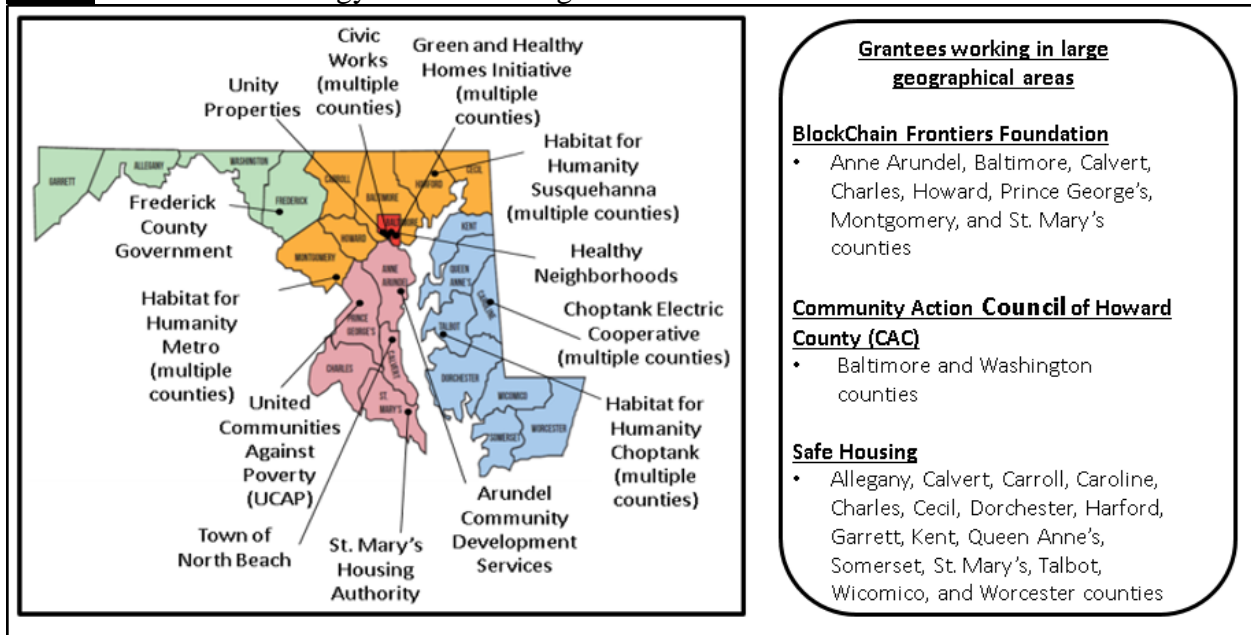 Civic
Works
(multiple
counties)
Green and Healthy
Homes Initiative
(multiple
counties)
Unity
Properties
Habitat for
Humanity
Susquehanna
(multiple counties)
Frederick
County
Government
Healthy
Neighborhoods
Habitat for
Humanity
Metro
(multiple
counties)
Choptank Electric
Cooperative
(multiple counties)
United
Communities
Against
Poverty
(UCAP)
Habitat for
Humanity
Choptank
(multiple
counties)
Town of
North Beach
St. Mary's
Housing
Authority
Arundel
Community
Development
Services
GARRETT
ALLEGANY
WASHINGTON
FREDERICK
CARROLL
BALTIMORE
HARFORD
CECIL
HOWARD
MONTGOMERY
KENT
ANNE
ARUNDEL
QUEEN
ANNE'S
CAROLINE
PRINCE
GEORGE'S
TALBOT
CALVERT
CHARLES
DORCHESTER
ST.
MARY'S
WICOMICO
SOMERSET
WORCESTER
Grantees working in large
geographical areas
BlockChain Frontiers Foundation
• Anne Arundel, Baltimore, Calvert,
Charles, Howard, Prince George's,
Montgomery, and St. Mary's
counties
Community Action Council of Howard
County (CAC)
• Baltimore and Washington
counties
Safe Housing
• Allegany, Calvert, Carroll, Caroline,
Charles, Cecil, Dorchester, Harford,
Garrett, Kent, Queen Anne's,
Somerset, St. Mary's, Talbot,
Wicomico, and Worcester counties